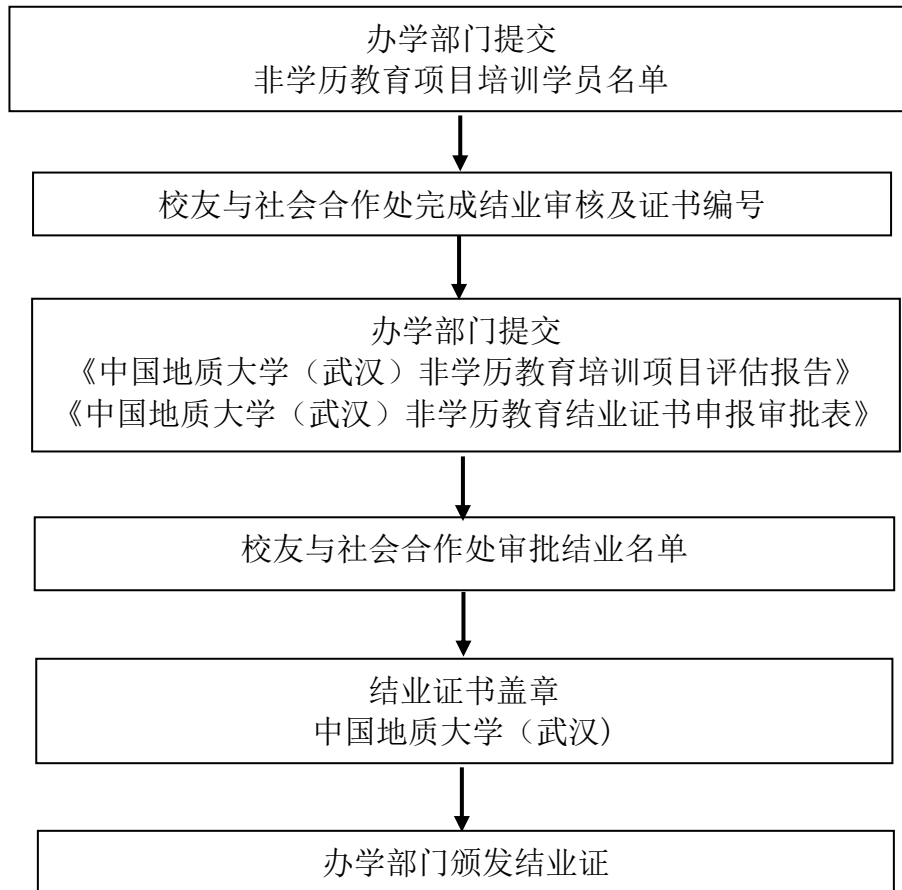 办学部门提交
非学历教育项目培训学员名单
校友与社会合作处完成结业审核及证书编号
办学部门提交
《中国地质大学（武汉）非学历教育培训项目评估报告》
《中国地质大学（武汉）非学历教育结业证书申报审批表》
校友与社会合作处审批结业名单
结业证书盖章
中国地质大学（武汉)
办学部门颁发结业证